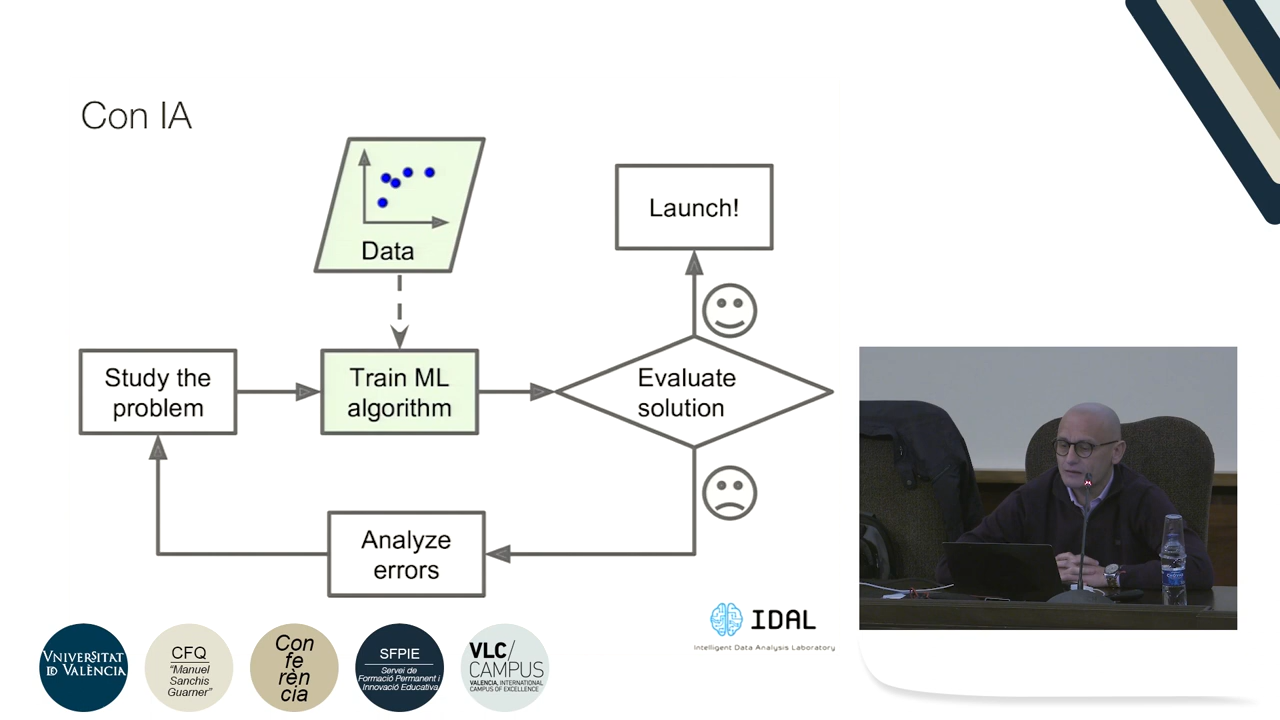 Con IA
Data
Launch!
Study the
problem
Train ML
algorithm
Evaluate
solution
Analyze
errors
IDAL
Intelligent Data Analysis Laboratory
VNIVERSITAT
DE VALÈNCIA
CFQ
"Manuel
Sanchis
Guarner"
Con
fe
rèn
cia
SFPIE
Servei de
Formació Permanent i
Innovació Educativa
VLC/
CAMPUS
VALENCIA, INTERNATIONAL
CAMPUS OF EXCELLENCE